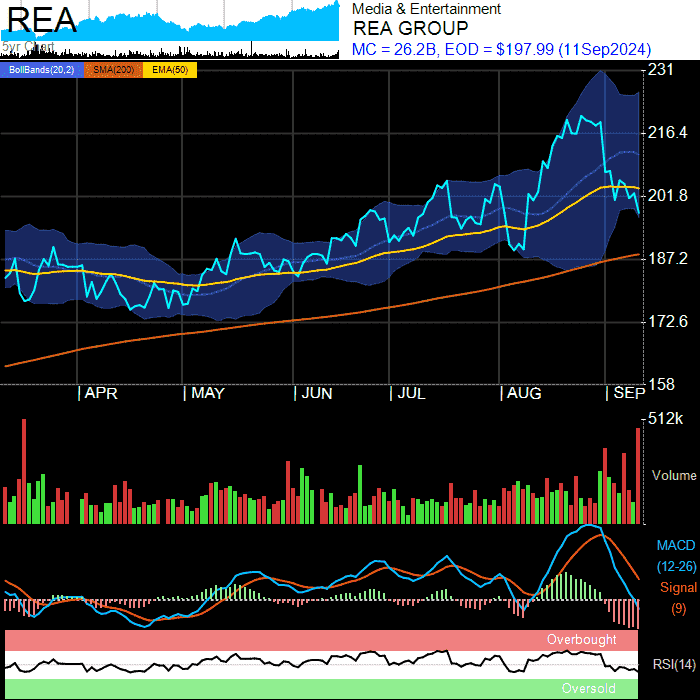 REA
5yr Chart
Media & Entertainment
REA GROUP
MC = 26.2B, EOD = $197.99 (11Sep2024)
BollBands(20,2) SMA(200) EMA(50)
231
216.4
201.8
187.2
172.6
158
APR MAY JUN JUL AUG SEP
512k
Volume
MACD
(12-26)
Signal
(9)
Overbought
RSI(14)
Oversold